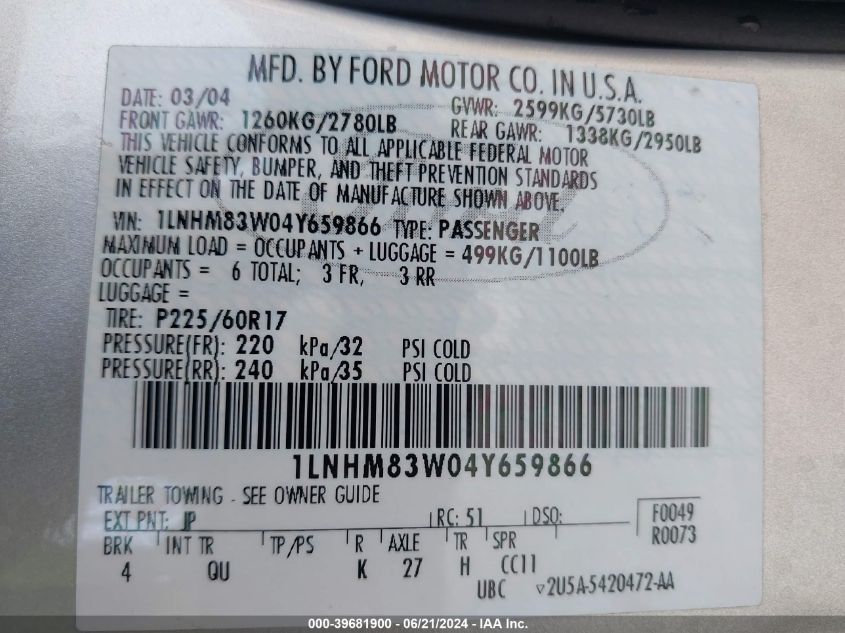 MFD. BY FORD MOTOR CO. IN U.S.A.
DATE: 03/04 GVWR: 2599KG/5730LB
FRONT GAWR: 1260KG/2780LB REAR GAWR: 1338KG/2950LB
THIS VEHICLE CONFORMS TO ALL APPLICABLE FEDERAL MOTOR
VEHICLE SAFETY, BUMPER, AND THEFT PREVENTION STANDARDS
IN EFFECT ON THE DATE OF MANUFACTURE SHOWN ABOVE.
VIN: 1LNHM83W04Y659866 TYPE: PASSENGER
MAXIMUM LOAD = OCCUPANTS + LUGGAGE = 499KG/1100LB
OCCUPANTS = 6 TOTAL; 3 FR, 3 RR
LUGGAGE =
TIRE: P225/60R17
PRESSURE(FR): 220 kPa/32 PSI COLD
PRESSURE(RR): 240 kPa/35 PSI COLD
1LNHM83W04Y659866
TRAILER TOWING - SEE OWNER GUIDE
EXT PNT: JP RC: 51 DSO: F0049
R0073
BRK INT TR TP/PS R AXLE TR SPR
4 QU K 27 H CC11
UBC 2U5A-5420472-AA
000-39681900 - 06/21/2024 - IAA Inc.